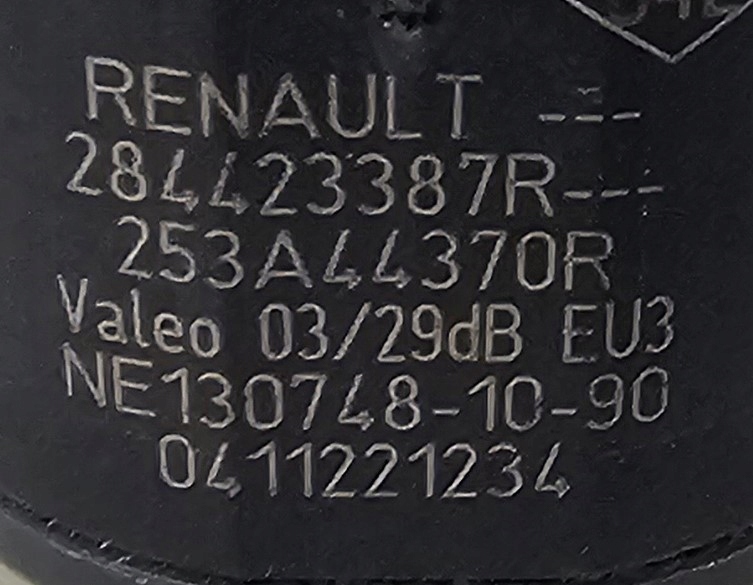 RENAULT ---
284423387R---
253A44370R
Valeo 03/29dB EU3
NE130748-10-90
0411221234